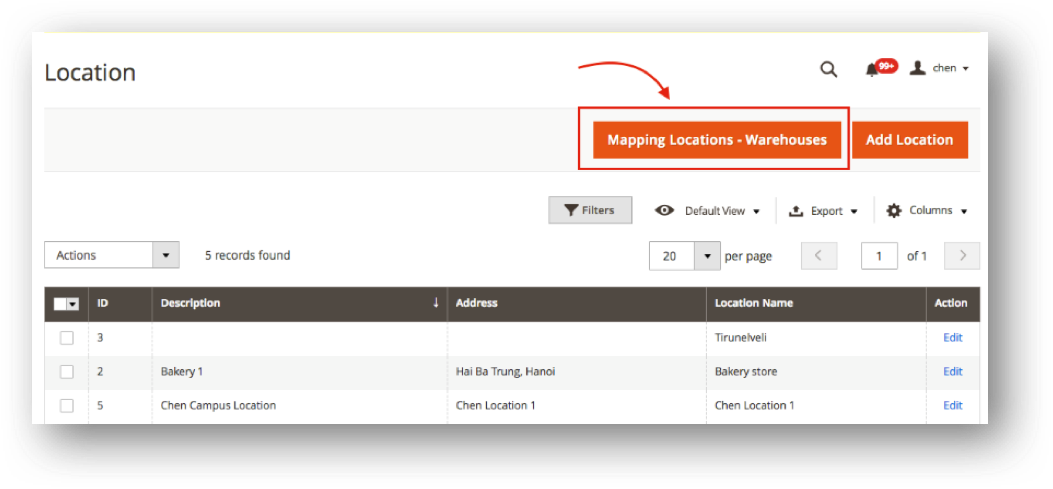 Location
99+ chen
Mapping Locations - Warehouses Add Location
Filters Default View Export Columns
Actions 5 records found 20 per page 1 of 1
ID Description ↓ Address Location Name Action
3 Tirunelveli Edit
2 Bakery 1 Hai Ba Trung, Hanoi Bakery store Edit
5 Chen Campus Location Chen Location 1 Chen Location 1 Edit